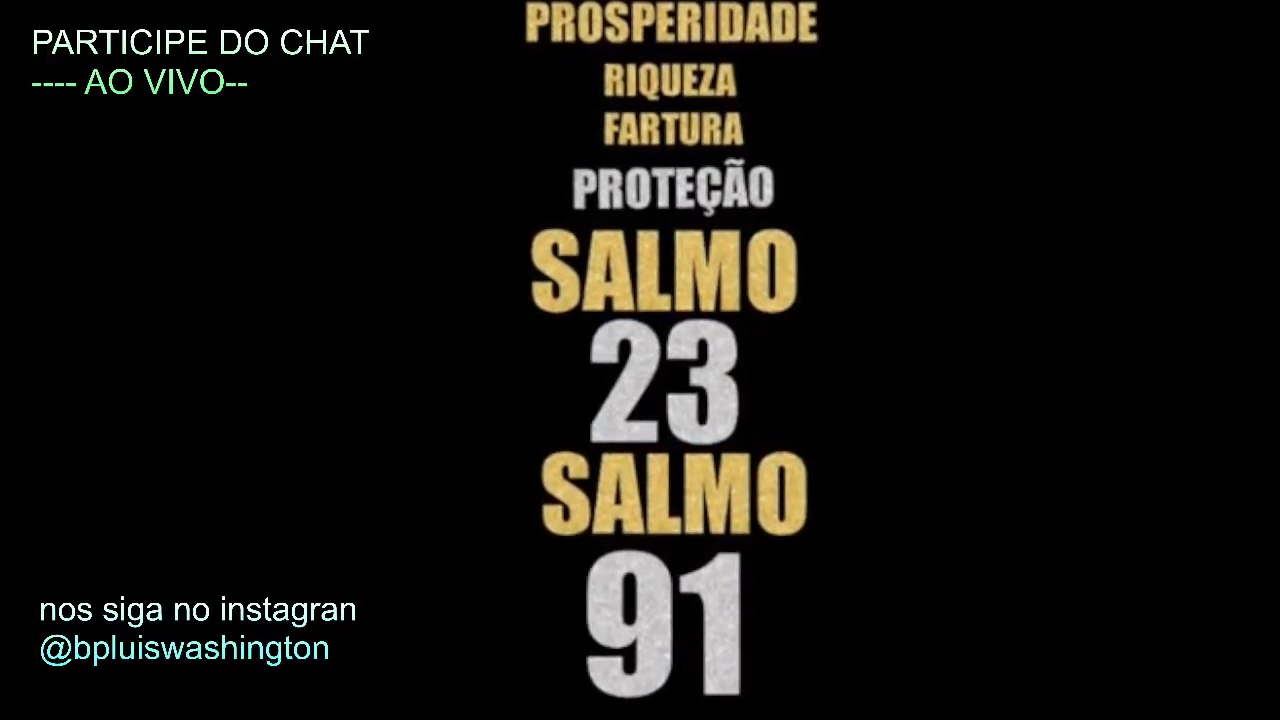 PARTICIPE DO CHAT
---- AO VIVO--
PROSPERIDADE
RIQUEZA
FARTURA
PROTEÇÃO
SALMO
23
SALMO
91
nos siga no instagran
@bpluiswashington